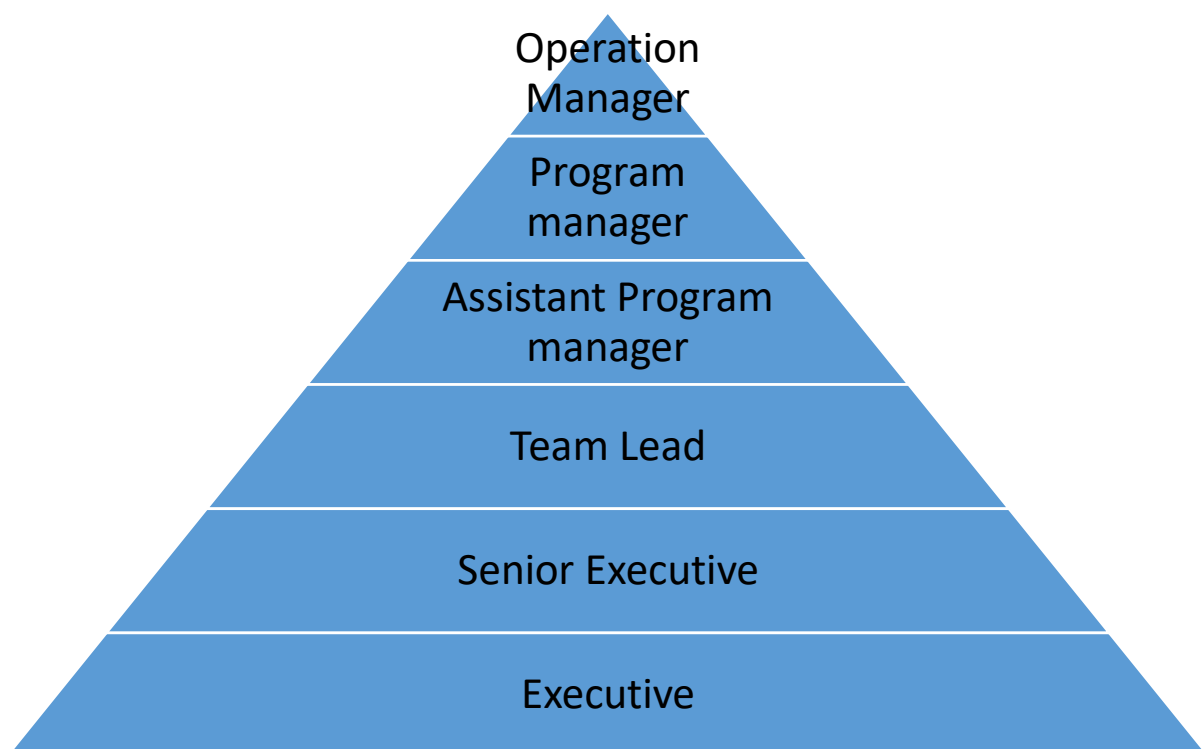 Operation
Manager
Program
manager
Assistant Program
manager
Team Lead
Senior Executive
Executive